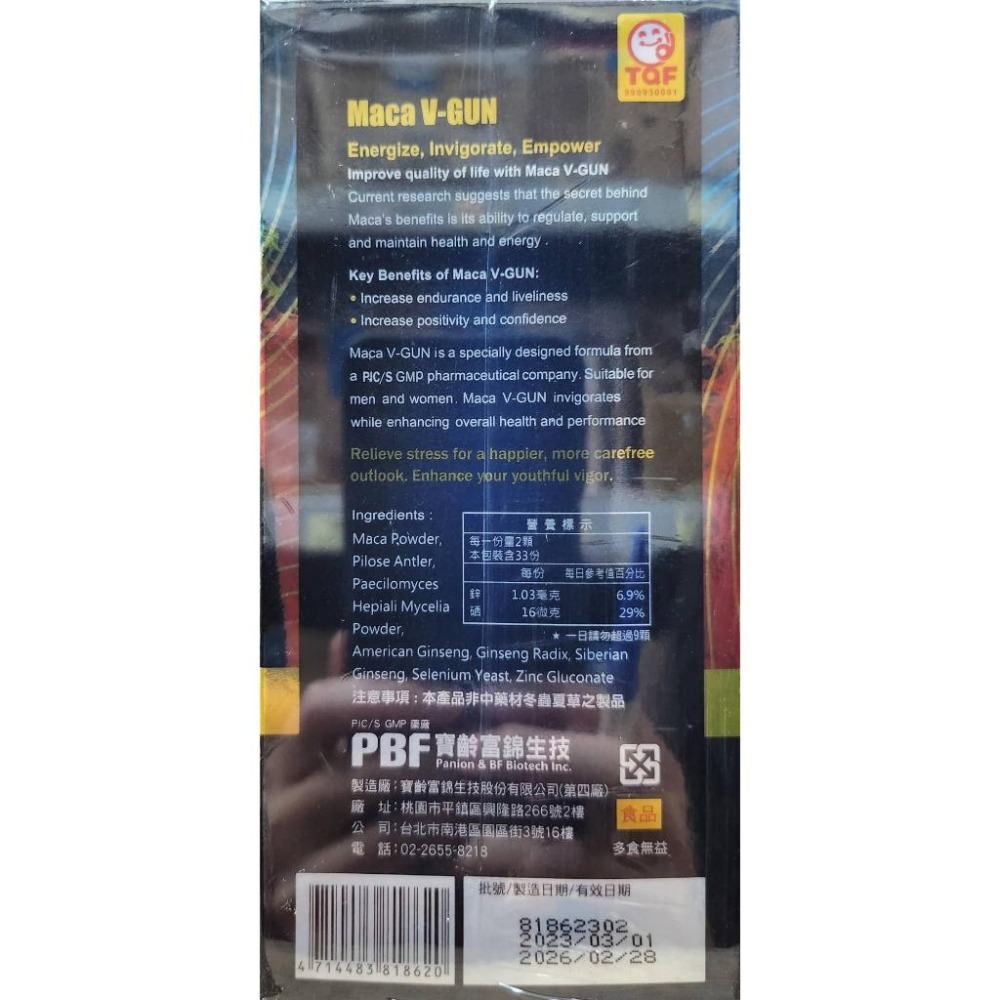 TQF
990930001
Maca V-GUN
Energize, Invigorate, Empower
Improve quality of life with Maca V-GUN
Current research suggests that the secret behind
Maca's benefits is its ability to regulate, support
and maintain health and energy .
Key Benefits of Maca V-GUN:
• Increase endurance and liveliness
• Increase positivity and confidence
Maca V-GUN is a specially designed formula from
a PIC/S GMP pharmaceutical company. Suitable for
men and women. Maca V-GUN invigorates
while enhancing overall health and performance
Relieve stress for a happier, more carefree
outlook. Enhance your youthful vigor.
Ingredients :
Maca Powder,
Pilose Antler,
Paecilomyces
Hepiali Mycelia
Powder,
American Ginseng, Ginseng Radix, Siberian
Ginseng, Selenium Yeast, Zinc Gluconate
營養標示
每一份量2顆
本包裝含33份
每份 每日參考值百分比
鋅 1.03毫克 6.9%
硒 16微克 29%
★ 一日請勿超過9顆
注意事項：本產品非中藥材冬蟲夏草之製品
PIC/S GMP 藥廠
PBF 寶齡富錦生技
Panion & BF Biotech Inc.
製造廠：寶齡富錦生技股份有限公司(第四廠)
廠 址：桃園市平鎮區興隆路266號2樓
公 司：台北市南港區園區街3號16樓
電 話：02-2655-8218
食品
多食無益
批號/製造日期/有效日期
81862302
2023/03/01
2026/02/28
4 714483 818620